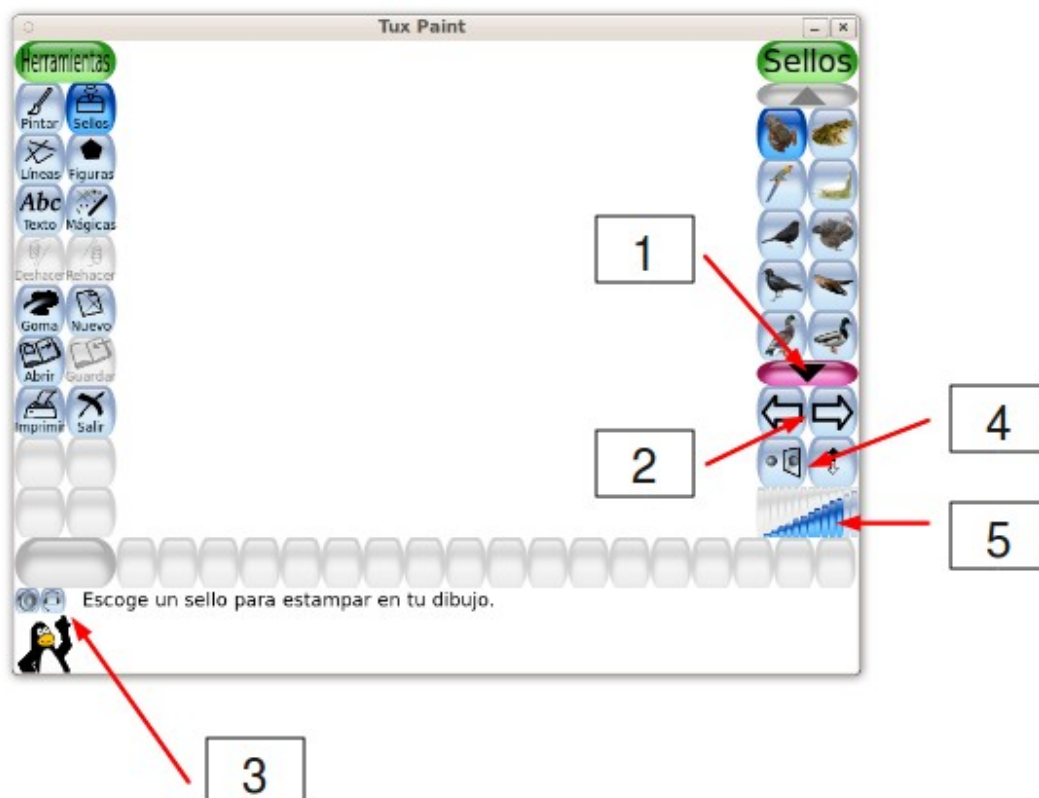 Tux Paint
Herramientas
Sellos
Pintar
Sellos
Líneas
Figuras
Abc
Texto
Mágicas
Deshacer
Rehacer
Goma
Nuevo
Abrir
Guardar
Imprimir
Salir
1
2
4
5
Escoge un sello para estampar en tu dibujo.
3